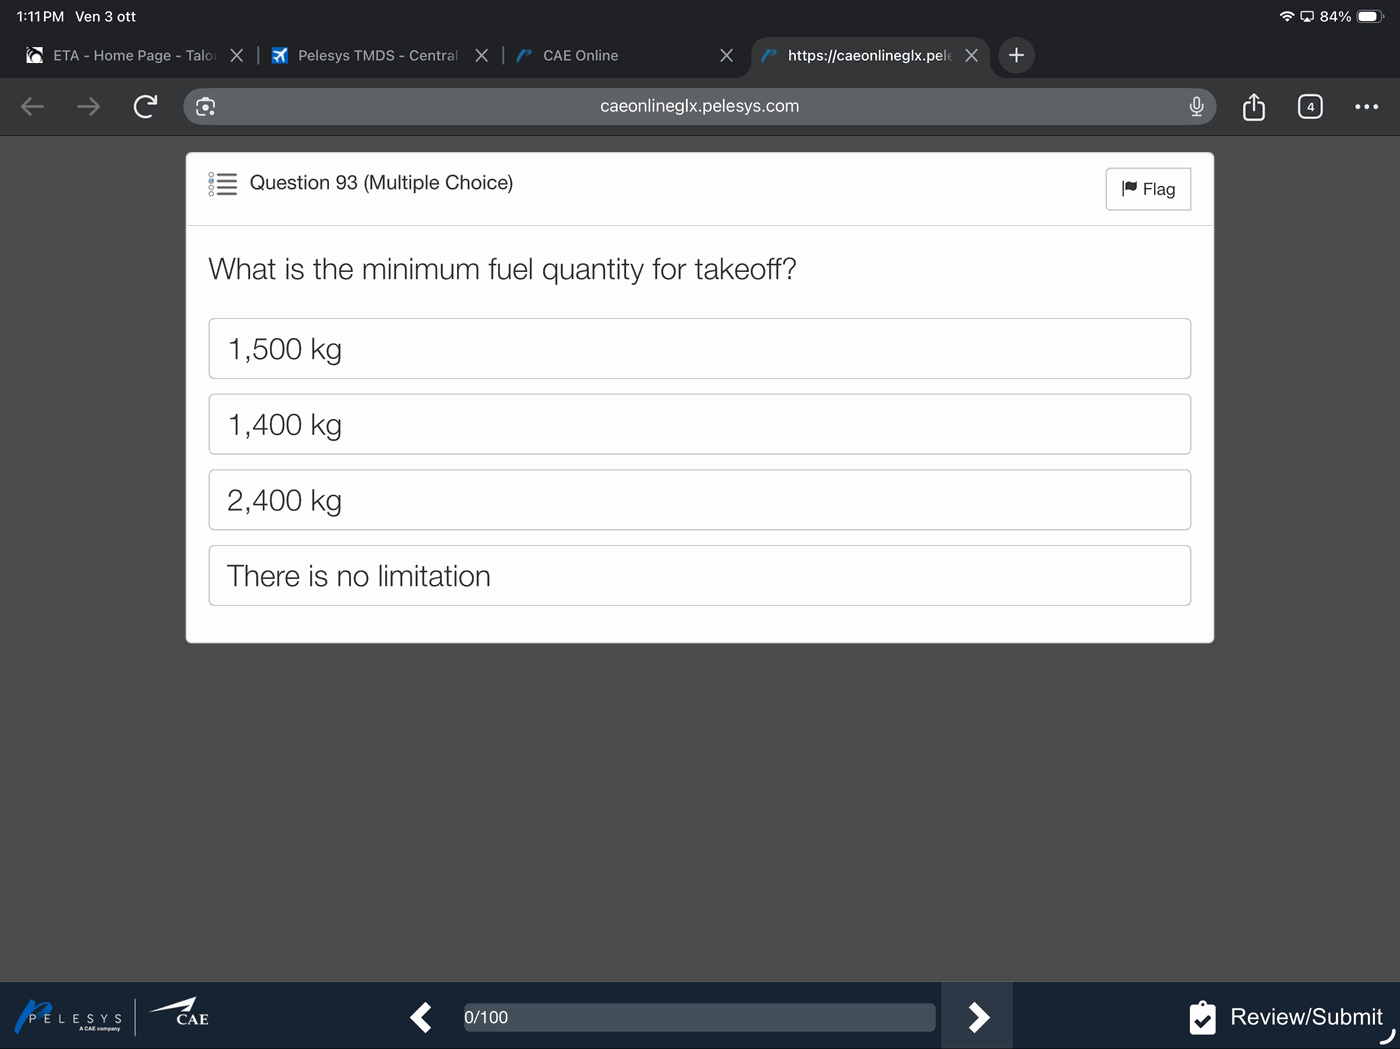 1:11 PM Ven 3 ott
84%
ETA - Home Page - Talo
Pelesys TMDS - Central
CAE Online
https://caeonlineglx.pele
caeonlineglx.pelesys.com
4
Question 93 (Multiple Choice)
Flag
What is the minimum fuel quantity for takeoff?
1,500 kg
1,400 kg
2,400 kg
There is no limitation
PELESYS
A CAE company
CAE
0/100
Review/Submit